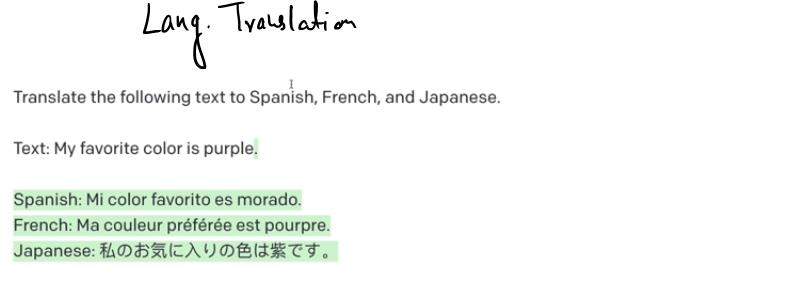 Lang. Translation
Translate the following text to Spanish, French, and Japanese.
Text: My favorite color is purple.
Spanish: Mi color favorito es morado.
French: Ma couleur préférée est pourpre.
Japanese: 私のお気に入りの色は紫です。